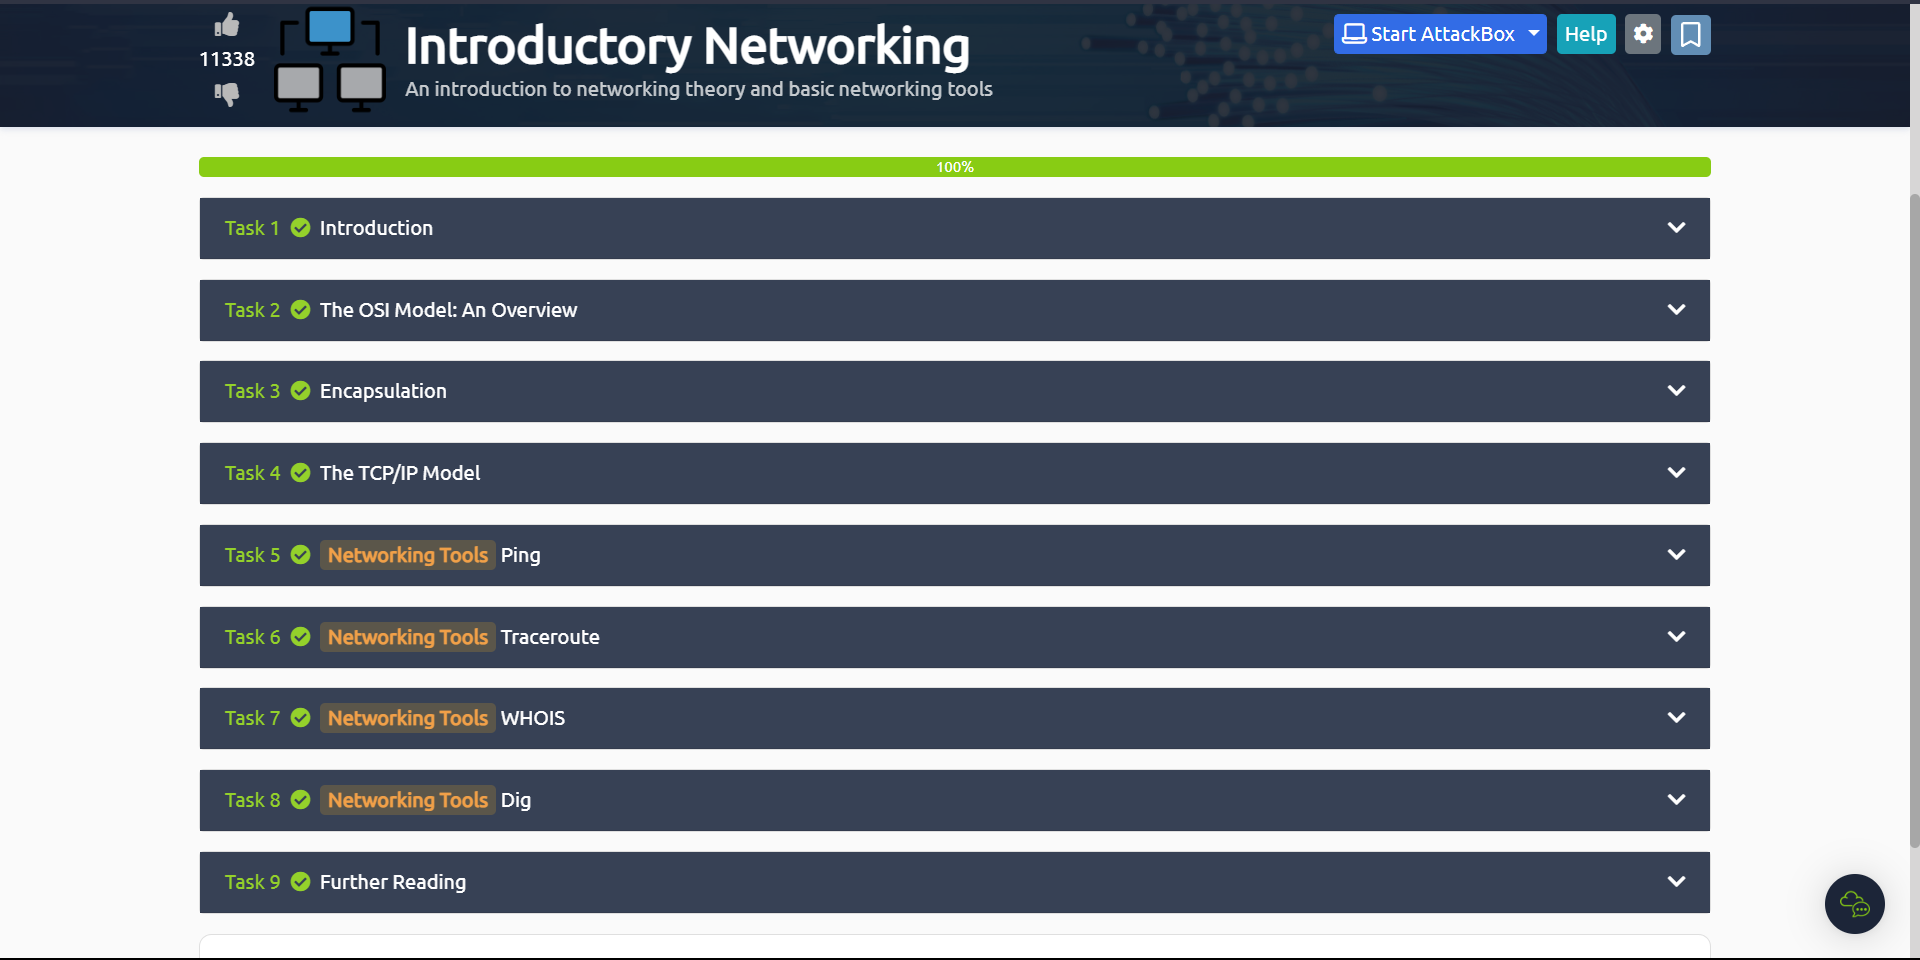 11338
Introductory Networking
An introduction to networking theory and basic networking tools
Start AttackBox
Help
100%
Task 1 Introduction
Task 2 The OSI Model: An Overview
Task 3 Encapsulation
Task 4 The TCP/IP Model
Task 5 Networking Tools Ping
Task 6 Networking Tools Traceroute
Task 7 Networking Tools WHOIS
Task 8 Networking Tools Dig
Task 9 Further Reading